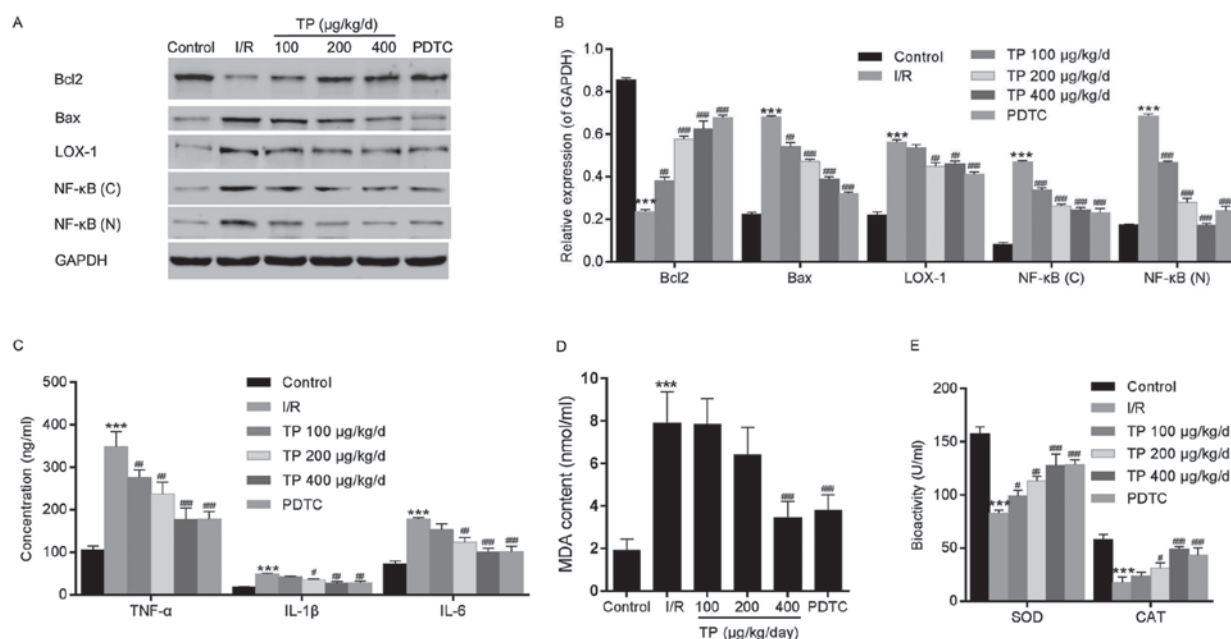 A
TP (µg/kg/d)
Control I/R 100 200 400 PDTC
Bcl2
Bax
LOX-1
NF-κB (C)
NF-κB (N)
GAPDH
B
Control
I/R
TP 100 µg/kg/d
TP 200 µg/kg/d
TP 400 µg/kg/d
PDTC
Relative expression (of GAPDH)
1.0
0.8
0.6
0.4
0.2
0.0
***
##
###
###
###
***
##
###
###
###
***
##
##
###
***
###
###
###
###
***
###
###
###
###
Bcl2 Bax LOX-1 NF-κB (C) NF-κB (N)
C
Control
I/R
TP 100 µg/kg/d
TP 200 µg/kg/d
TP 400 µg/kg/d
PDTC
Concentration (ng/ml)
500
400
300
200
100
0
***
##
##
###
###
***
#
##
##
***
##
###
###
TNF-α IL-1β IL-6
D
MDA content (nmol/ml)
10
8
6
4
2
0
***
###
###
Control I/R 100 200 400 PDTC
TP (µg/kg/day)
E
Control
I/R
TP 100 µg/kg/d
TP 200 µg/kg/d
TP 400 µg/kg/d
PDTC
Bioactivity (U/ml)
200
150
100
50
0
***
#
##
###
###
***
#
###
###
SOD CAT